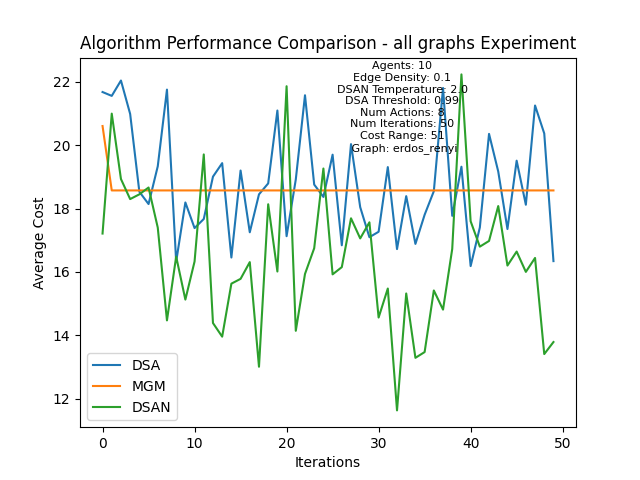 Algorithm Performance Comparison - all graphs Experiment
Agents: 10
Edge Density: 0.1
DSAN Temperature: 2.0
DSA Threshold: 0.99
Num Actions: 8
Num Iterations: 50
Cost Range: 51
Graph: erdos_renyi
22
20
18
16
14
12
Average Cost
DSA
MGM
DSAN
0
10
20
30
40
50
Iterations